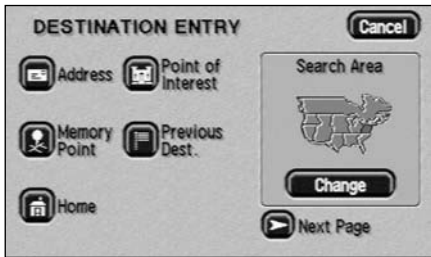 DESTINATION ENTRY
Cancel
Address
Point of
Interest
Search Area
Memory
Point
Previous
Dest.
Change
Home
Next Page